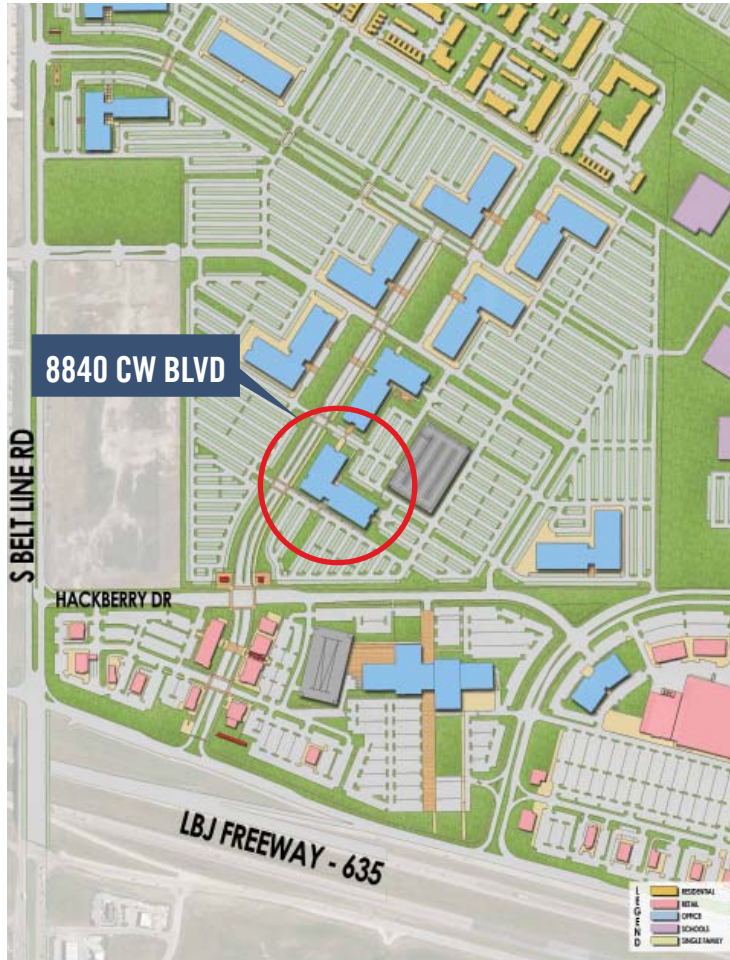 8840 CW BLVD
S BELT LINE RD
HACKBERRY DR
LBJ FREEWAY - 635
LEGEND
RESIDENTIAL
RETAIL
OFFICE
SCHOOLS
SINGLE FAMILY